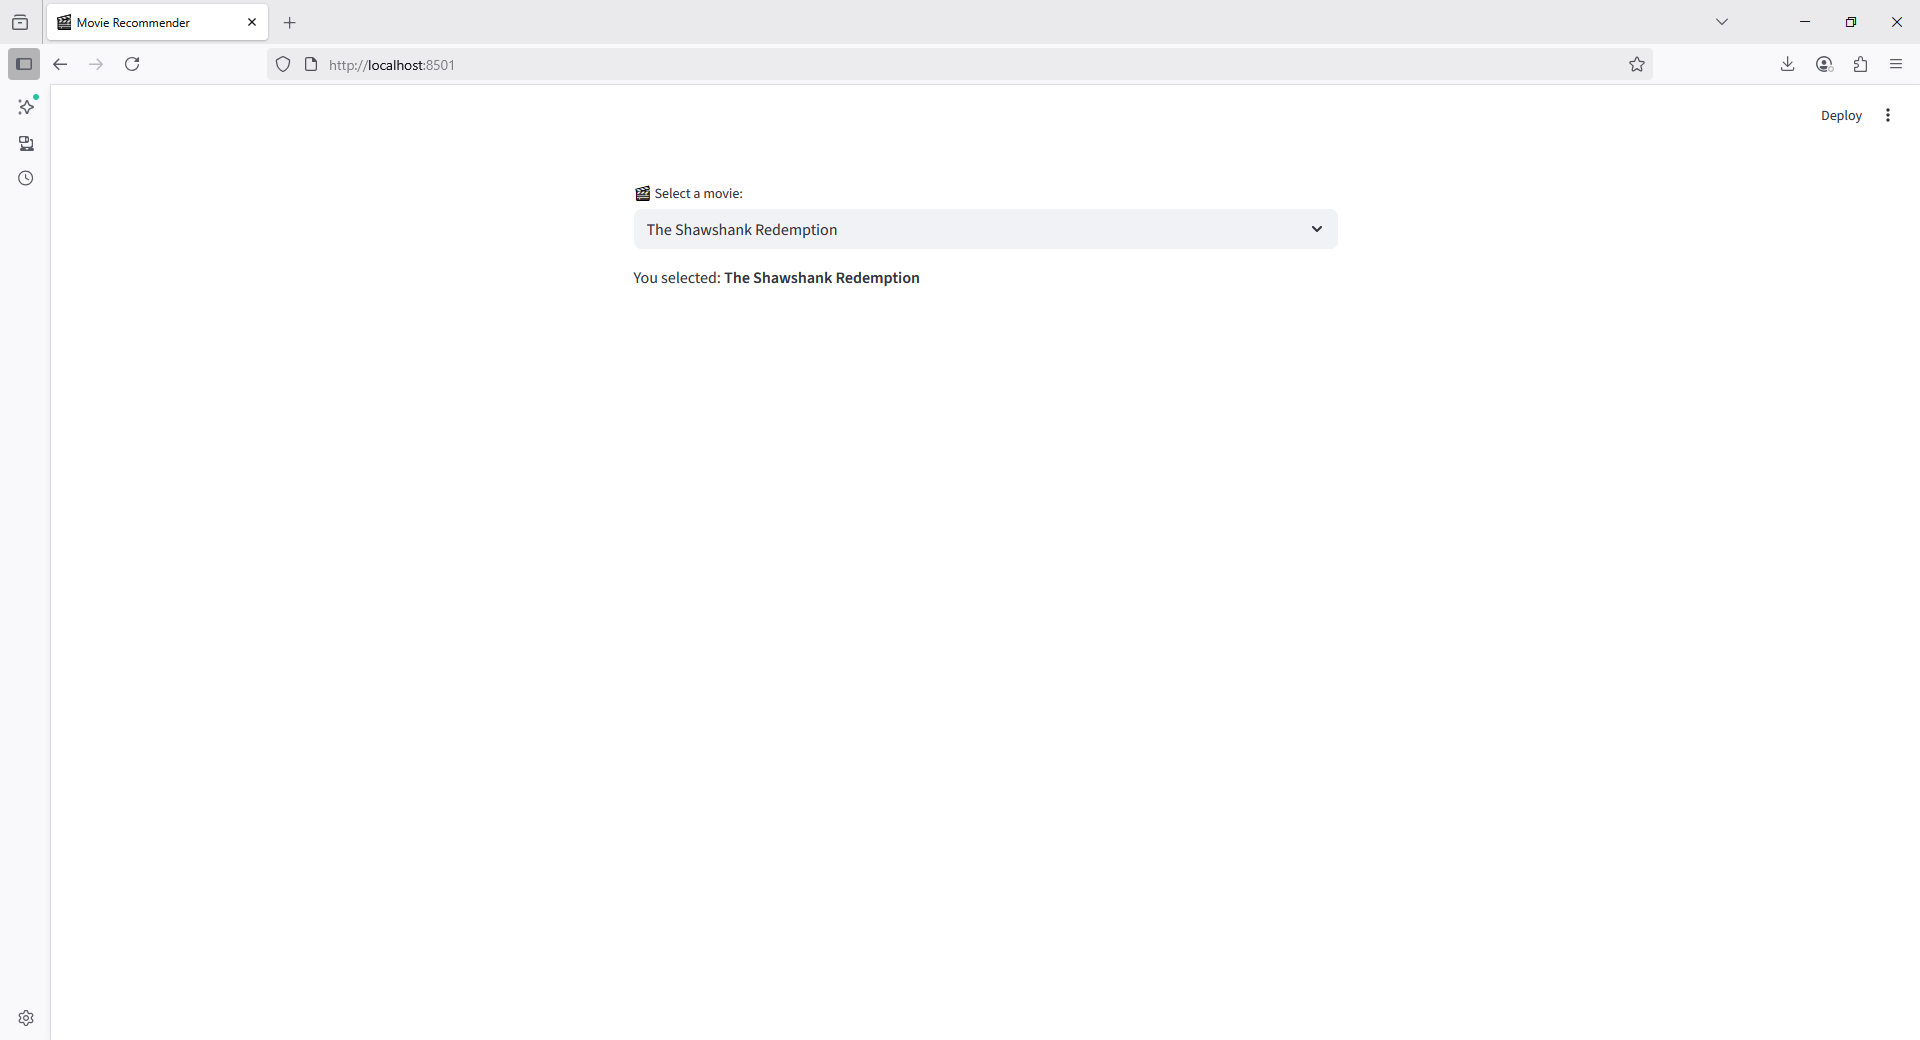 Movie Recommender
http://localhost:8501
Deploy
Select a movie:
The Shawshank Redemption
You selected: The Shawshank Redemption